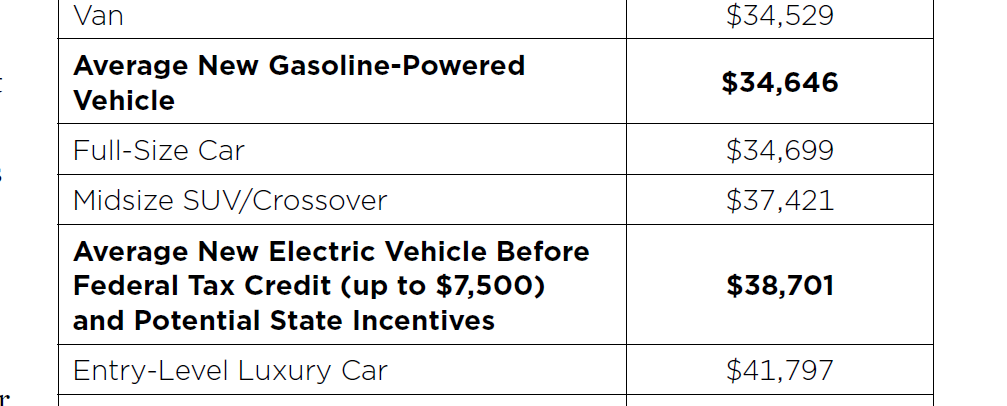 Van $34,529
Average New Gasoline-Powered
Vehicle
$34,646
Full-Size Car $34,699
Midsize SUV/Crossover $37,421
Average New Electric Vehicle Before
Federal Tax Credit (up to $7,500)
and Potential State Incentives
$38,701
Entry-Level Luxury Car $41,797